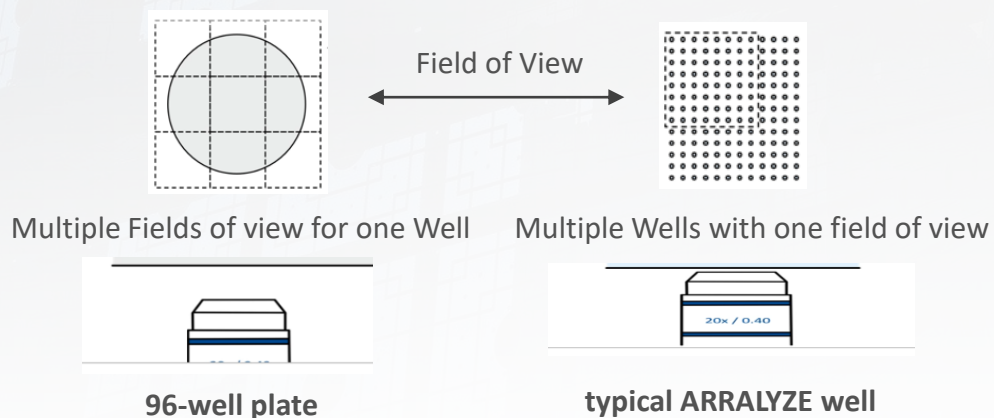 Field of View
Multiple Fields of view for one Well
Multiple Wells with one field of view
20x / 0.40
96-well plate
typical ARRALYZE well